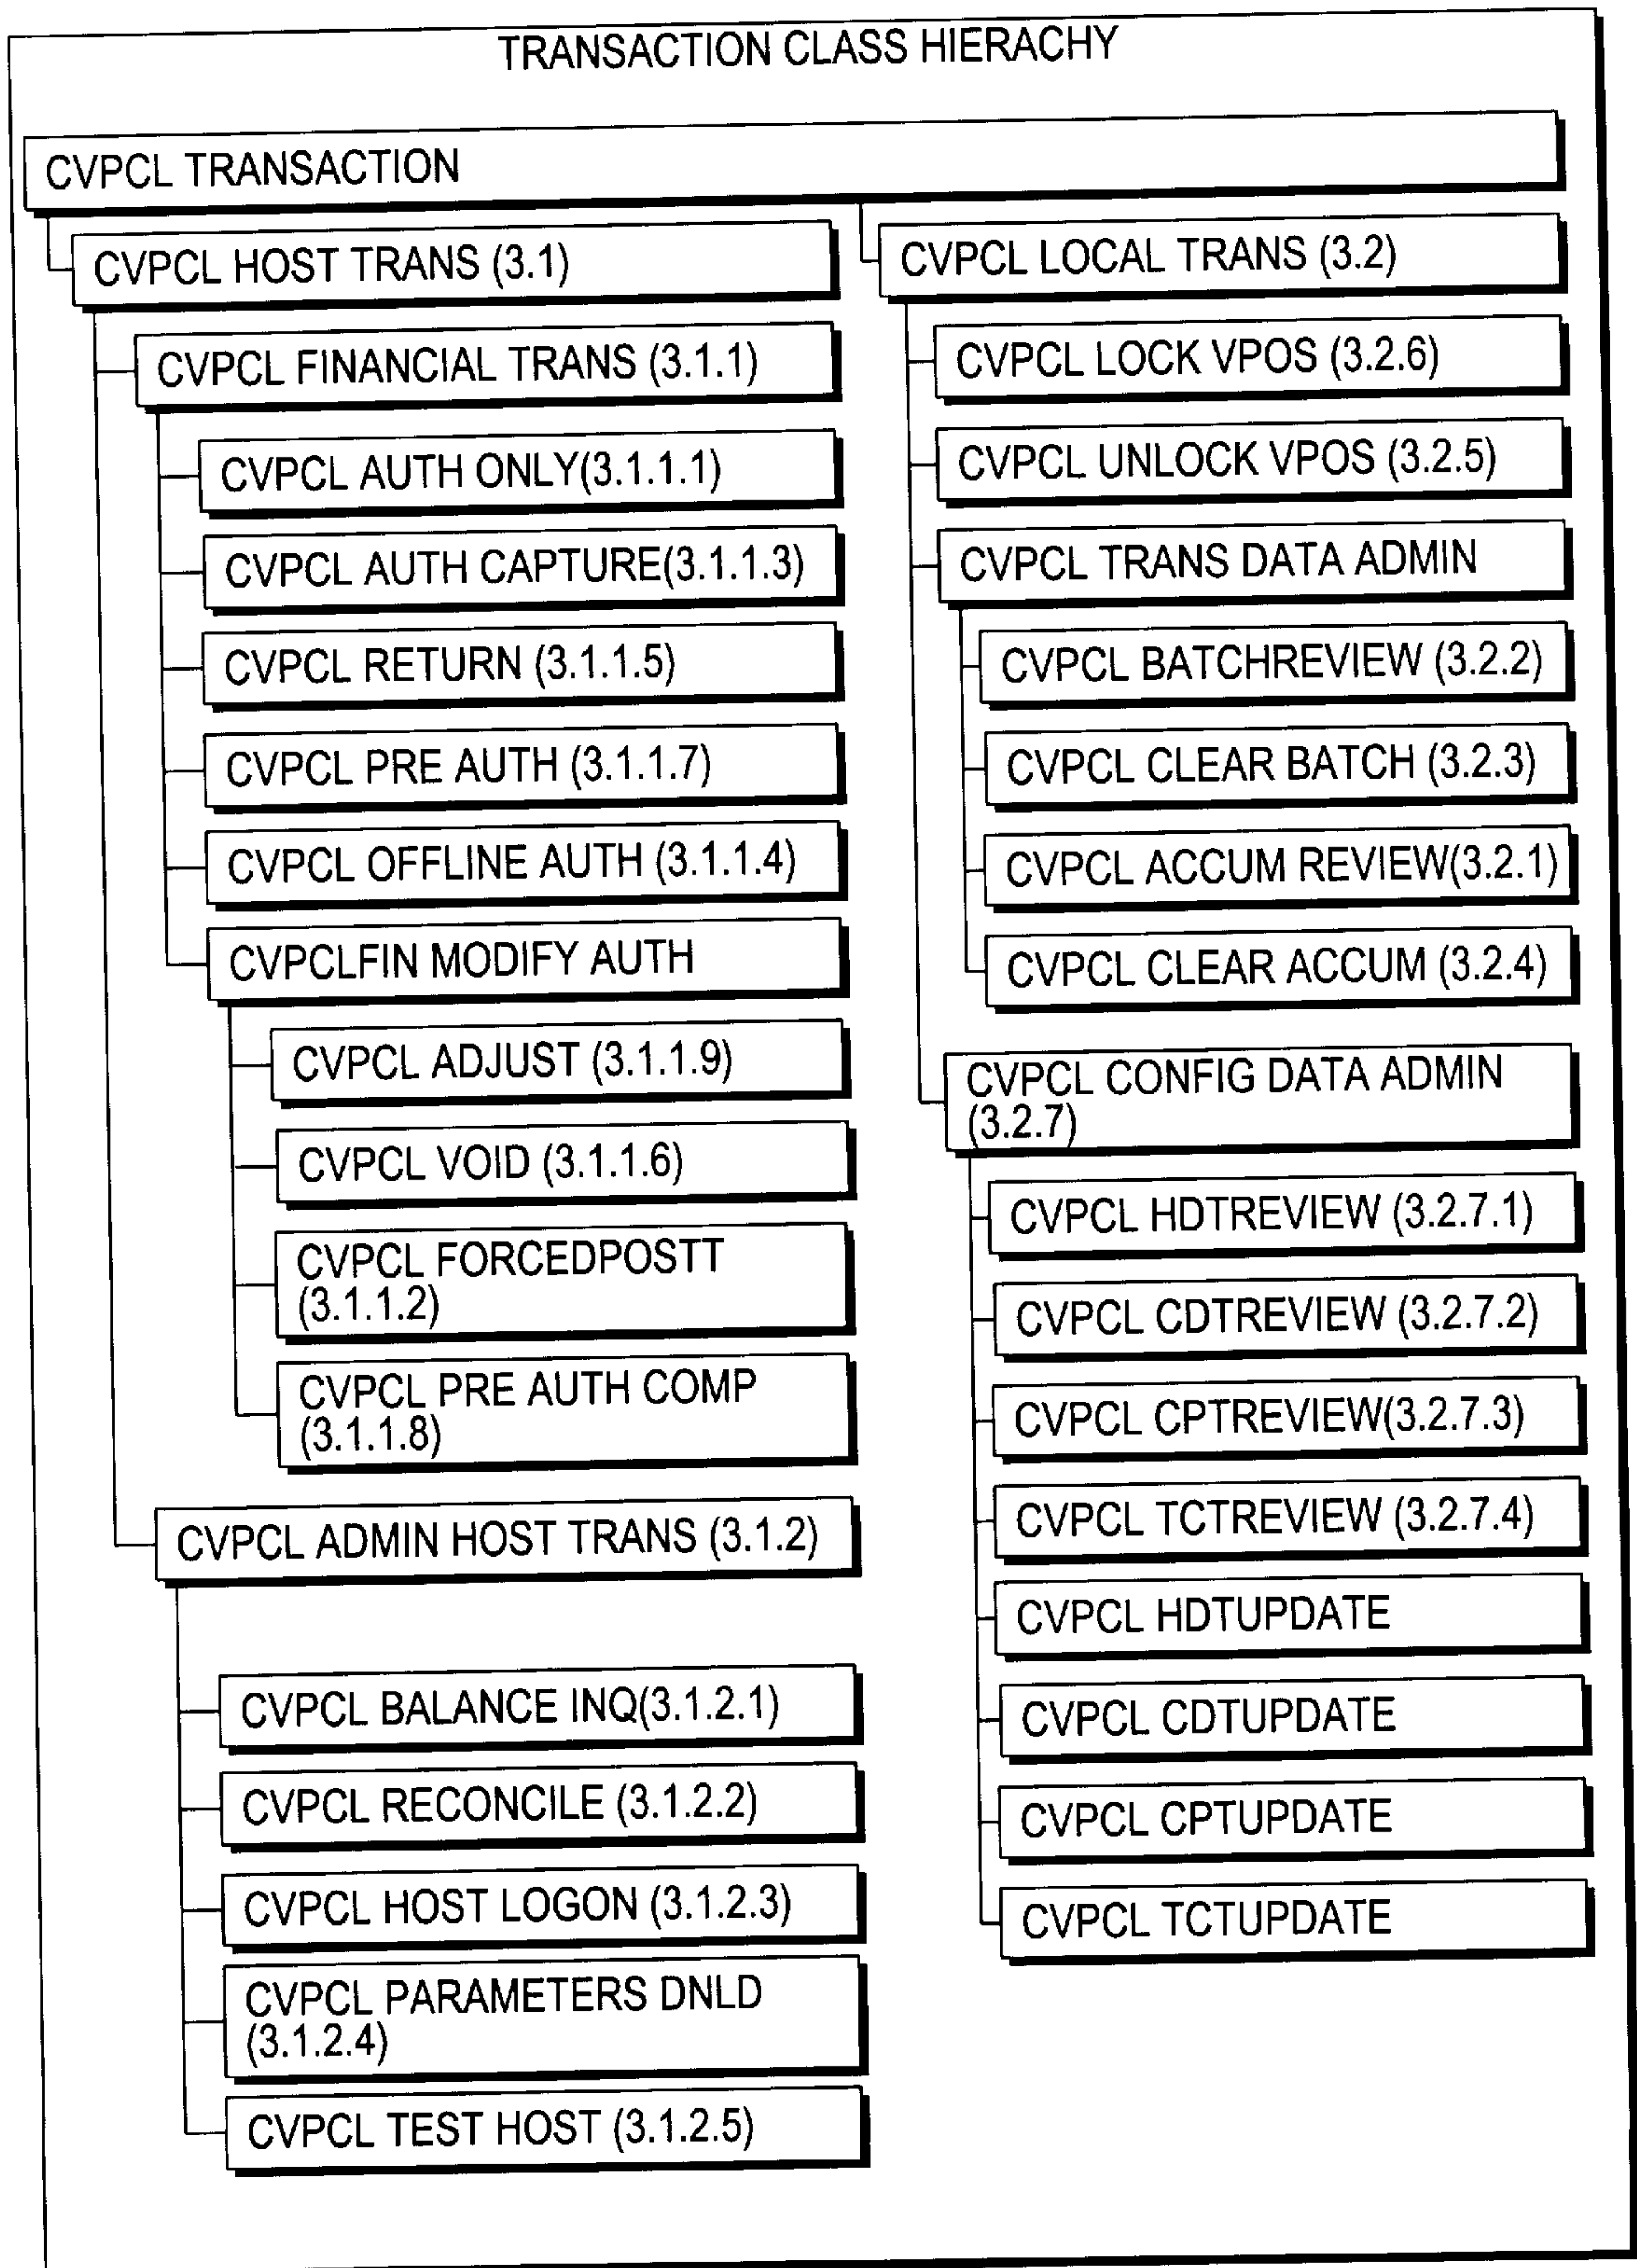 TRANSACTION CLASS HIERACHY
CVPCL TRANSACTION
CVPCL HOST TRANS (3.1)
CVPCL FINANCIAL TRANS (3.1.1)
CVPCL AUTH ONLY(3.1.1.1)
CVPCL AUTH CAPTURE(3.1.1.3)
CVPCL RETURN (3.1.1.5)
CVPCL PRE AUTH (3.1.1.7)
CVPCL OFFLINE AUTH (3.1.1.4)
CVPCLFIN MODIFY AUTH
CVPCL ADJUST (3.1.1.9)
CVPCL VOID (3.1.1.6)
CVPCL FORCEDPOSTT
(3.1.1.2)
CVPCL PRE AUTH COMP
(3.1.1.8)
CVPCL ADMIN HOST TRANS (3.1.2)
CVPCL BALANCE INQ(3.1.2.1)
CVPCL RECONCILE (3.1.2.2)
CVPCL HOST LOGON (3.1.2.3)
CVPCL PARAMETERS DNLD
(3.1.2.4)
CVPCL TEST HOST (3.1.2.5)
CVPCL LOCAL TRANS (3.2)
CVPCL LOCK VPOS (3.2.6)
CVPCL UNLOCK VPOS (3.2.5)
CVPCL TRANS DATA ADMIN
CVPCL BATCHREVIEW (3.2.2)
CVPCL CLEAR BATCH (3.2.3)
CVPCL ACCUM REVIEW(3.2.1)
CVPCL CLEAR ACCUM (3.2.4)
CVPCL CONFIG DATA ADMIN
(3.2.7)
CVPCL HDTREVIEW (3.2.7.1)
CVPCL CDTREVIEW (3.2.7.2)
CVPCL CPTREVIEW(3.2.7.3)
CVPCL TCTREVIEW (3.2.7.4)
CVPCL HDTUPDATE
CVPCL CDTUPDATE
CVPCL CPTUPDATE
CVPCL TCTUPDATE